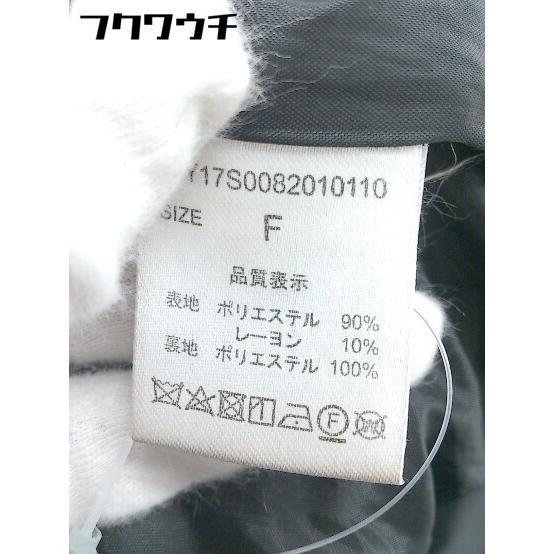 フクワウチ
Y17S0082010110
SIZE F
品質表示
表地 ポリエステル 90%
レーヨン 10%
裏地 ポリエステル 100%
F